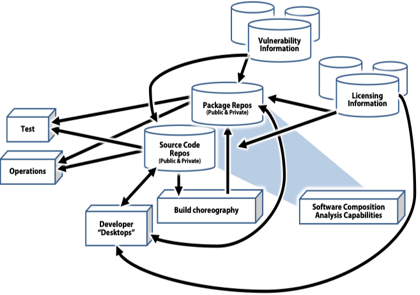 Vulnerability
Information
Package Repos
(Public & Private)
Licensing
Information
Test
Source Code
Repos
(Public & Private)
Operations
Build choreography
Software Composition
Analysis Capabilities
Developer
"Desktops"